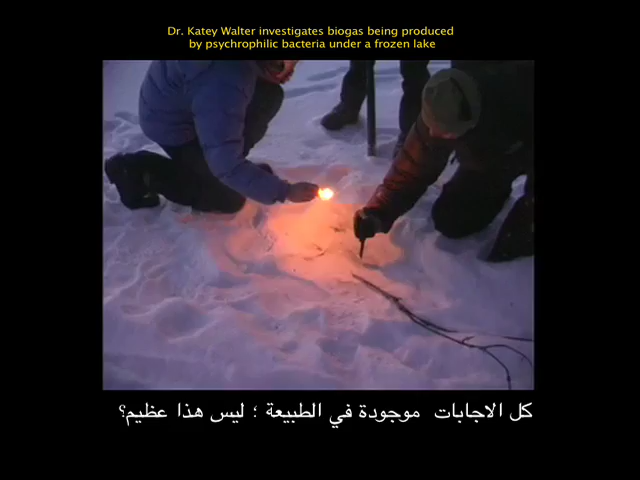 Dr. Katey Walter investigates biogas being produced
by psychrophilic bacteria under a frozen lake
كل الاجابات موجودة في الطبيعة ؛ ليس هذا عظيم؟